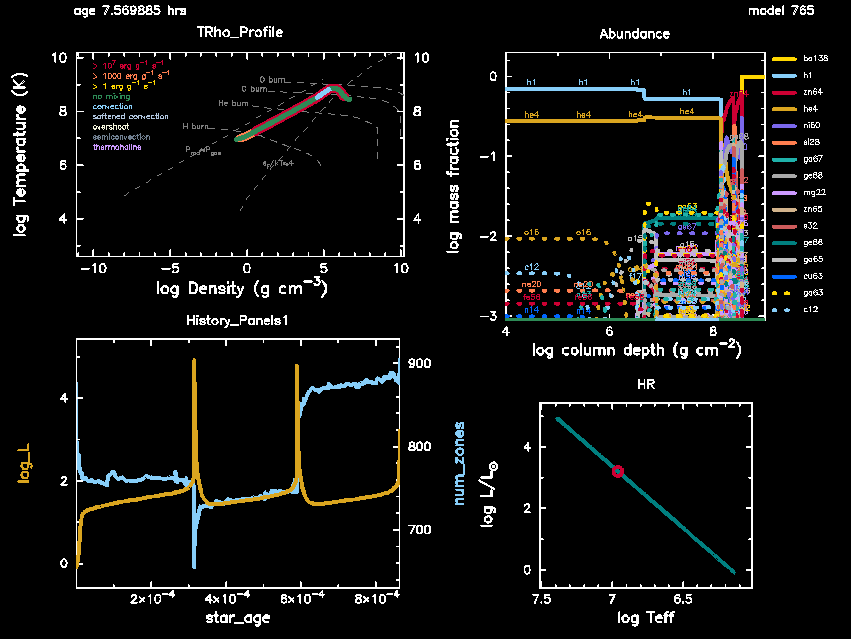 age 7.569885 hrs
model 765
TRho_Profile
log Temperature (K)
10
8
6
4
10
8
6
4
> 10⁷ erg g⁻¹ s⁻¹
> 1000 erg g⁻¹ s⁻¹
> 1 erg g⁻¹ s⁻¹
no mixing
convection
softened convection
overshoot
semiconvection
thermohaline
O burn
C burn
He burn
H burn
−10
−5
0
5
10
log Density (g cm⁻³)
Abundance
log mass fraction
0
−1
−2
−3
h1
h1
h1
h1
he4
he4
he4
he4
o16
o16
c12
ne20
n14
4
6
8
log column depth (g cm⁻²)
ba138
h1
zn64
he4
ni60
si28
ga67
ge68
mg22
zn65
s32
ge66
ga65
cu63
ga63
c12
History_Panels1
log_L
4
2
0
900
800
700
num_zones
2×10⁻⁴
4×10⁻⁴
6×10⁻⁴
8×10⁻⁴
star_age
HR
log L/L☉
4
2
0
7.5
7
6.5
log Teff